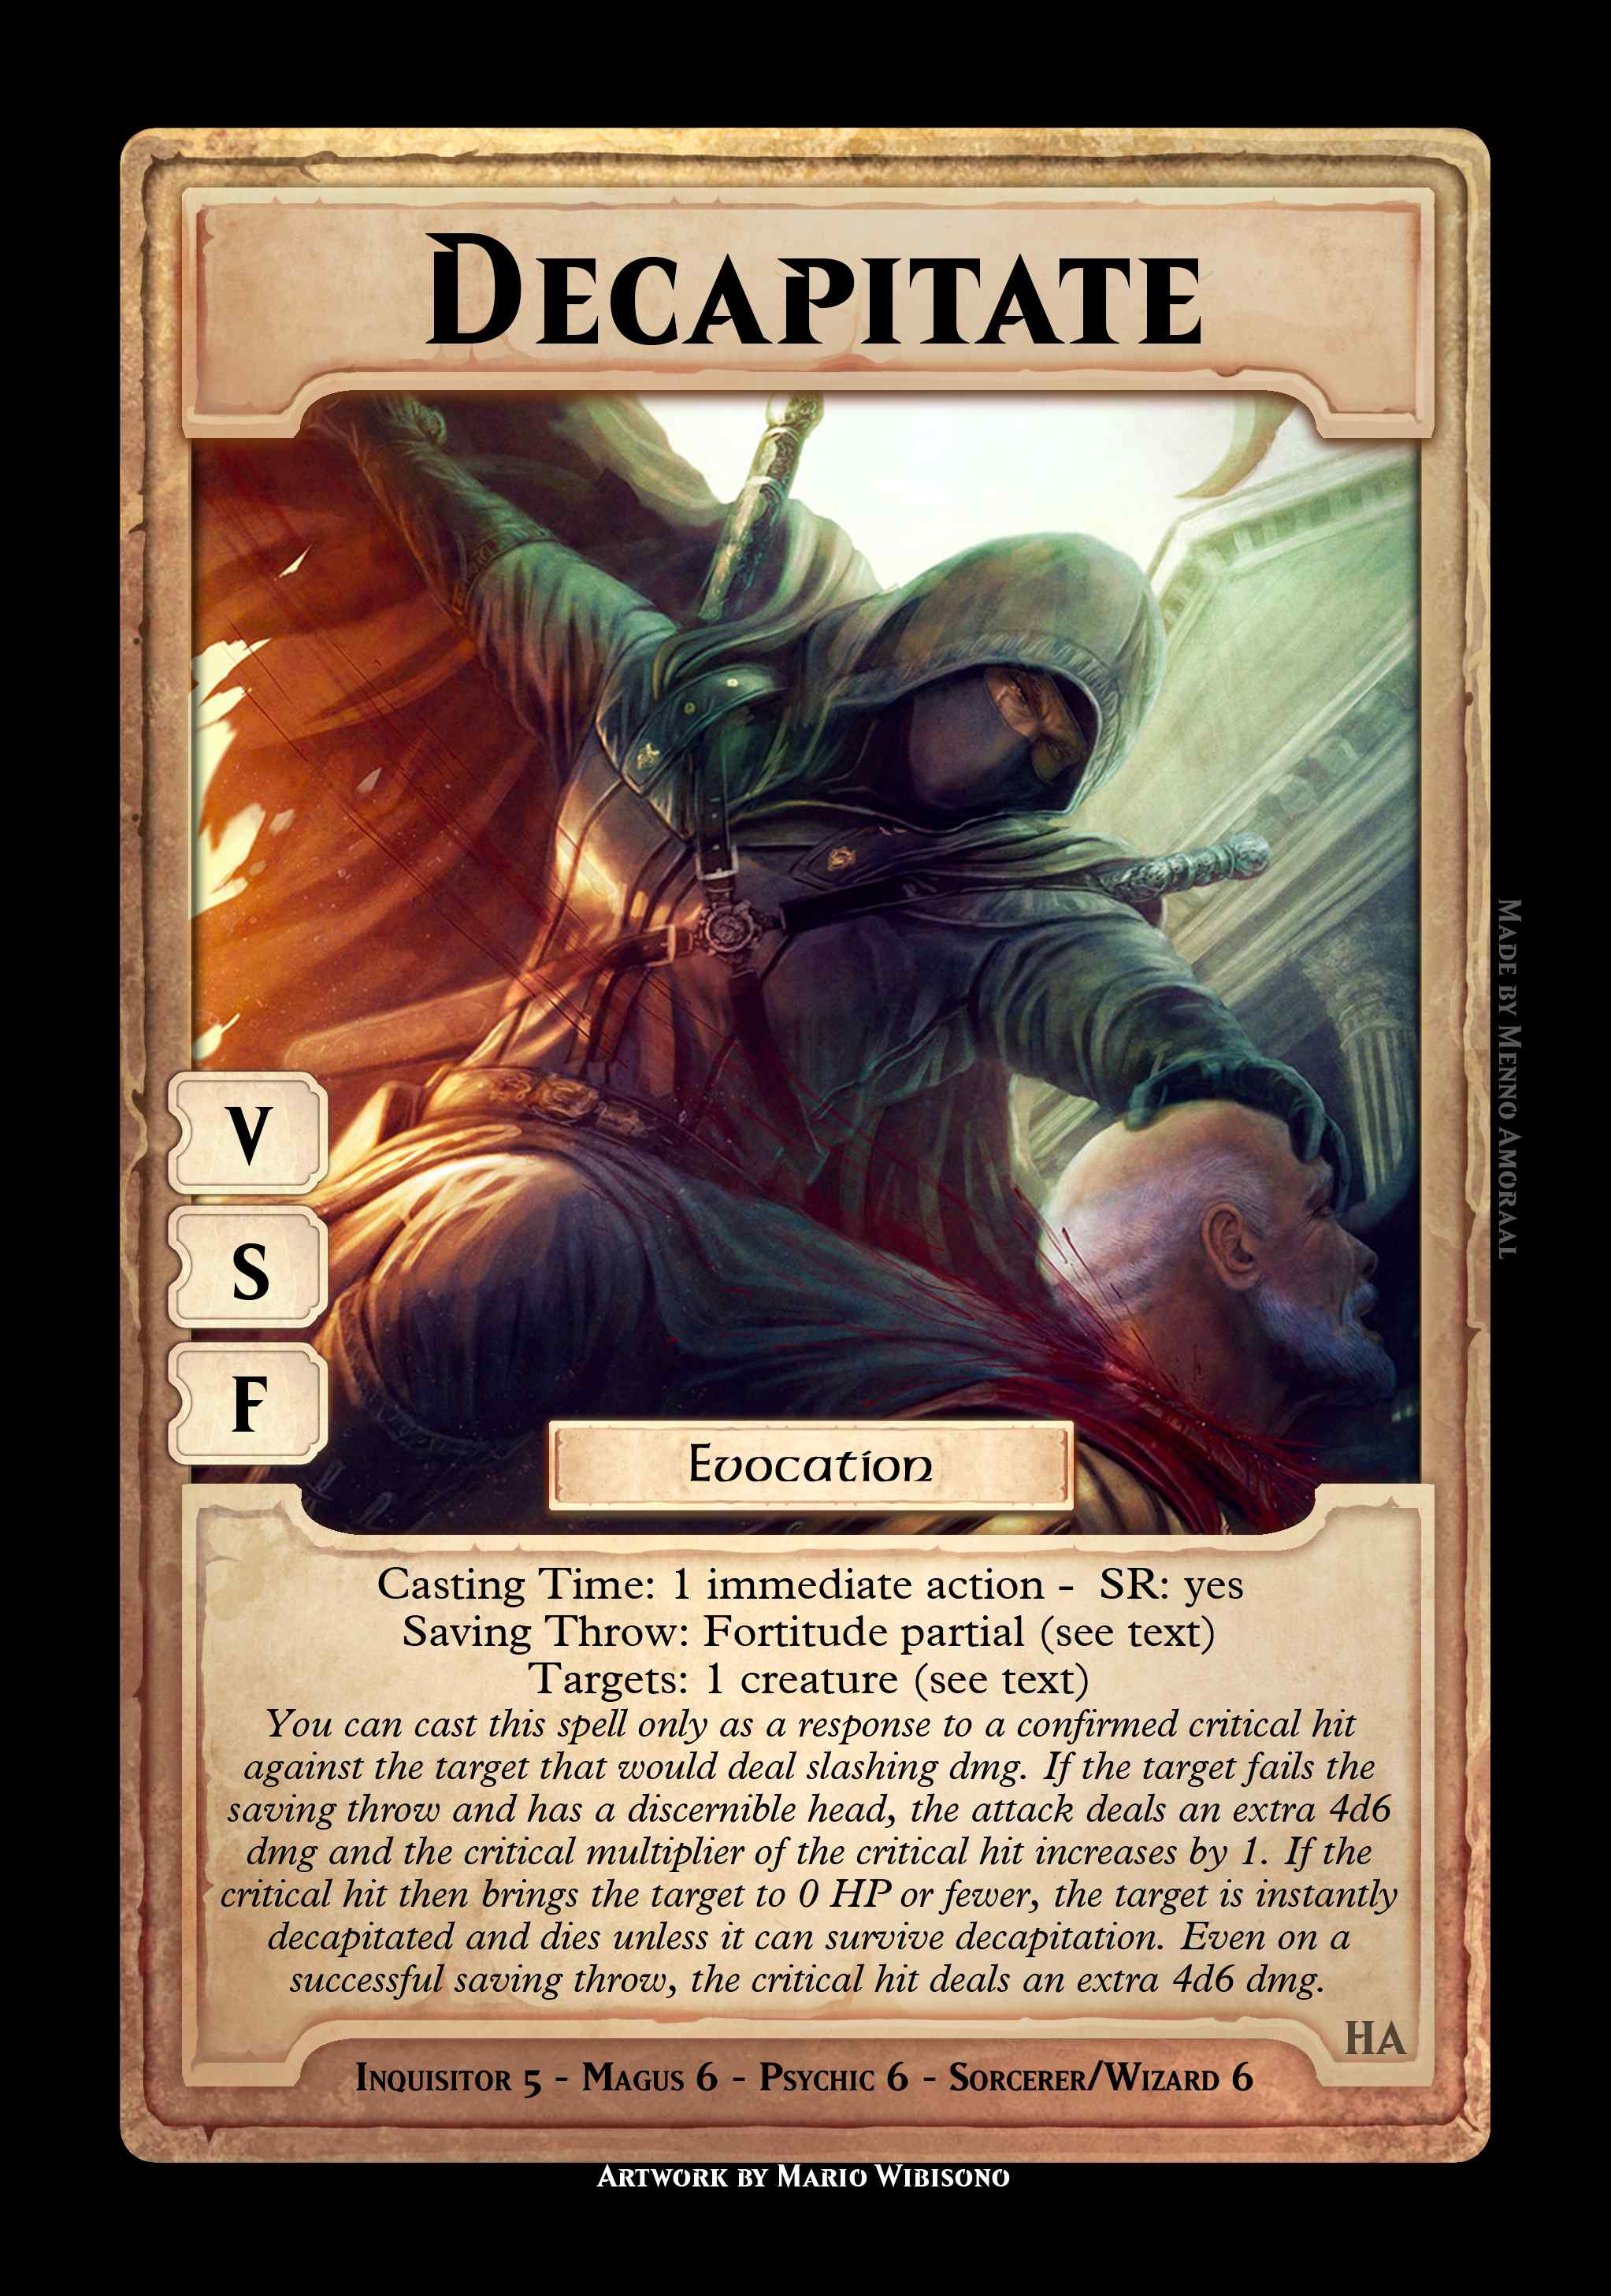 Decapitate
V
S
F
Evocation
Casting Time: 1 immediate action - SR: yes
Saving Throw: Fortitude partial (see text)
Targets: 1 creature (see text)
You can cast this spell only as a response to a confirmed critical hit
against the target that would deal slashing dmg. If the target fails the
saving throw and has a discernible head, the attack deals an extra 4d6
dmg and the critical multiplier of the critical hit increases by 1. If the
critical hit then brings the target to 0 HP or fewer, the target is instantly
decapitated and dies unless it can survive decapitation. Even on a
successful saving throw, the critical hit deals an extra 4d6 dmg.
HA
Inquisitor 5 - Magus 6 - Psychic 6 - Sorcerer/Wizard 6
Artwork by Mario Wibisono
Made by Menno Amoraal